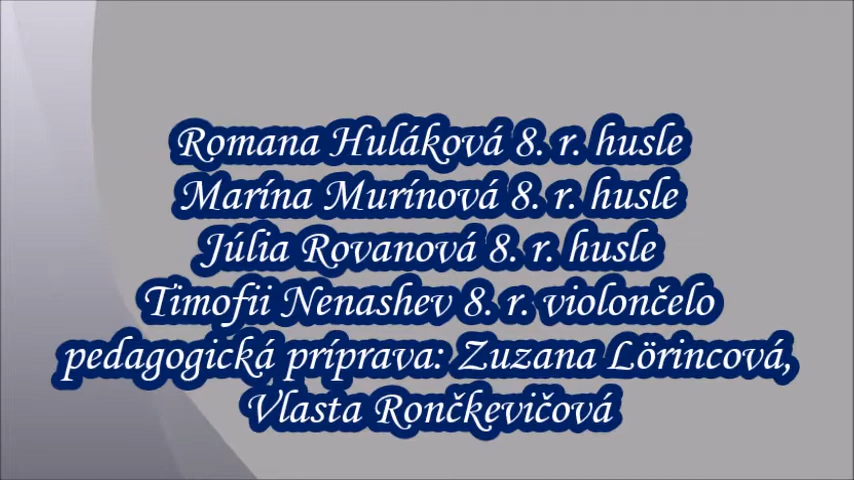 Romana Huláková 8. r. husle
Marína Murínová 8. r. husle
Júlia Rovanová 8. r. husle
Timofii Nenashev 8. r. violončelo
pedagogická príprava: Zuzana Lörincová,
Vlasta Rončkevičová